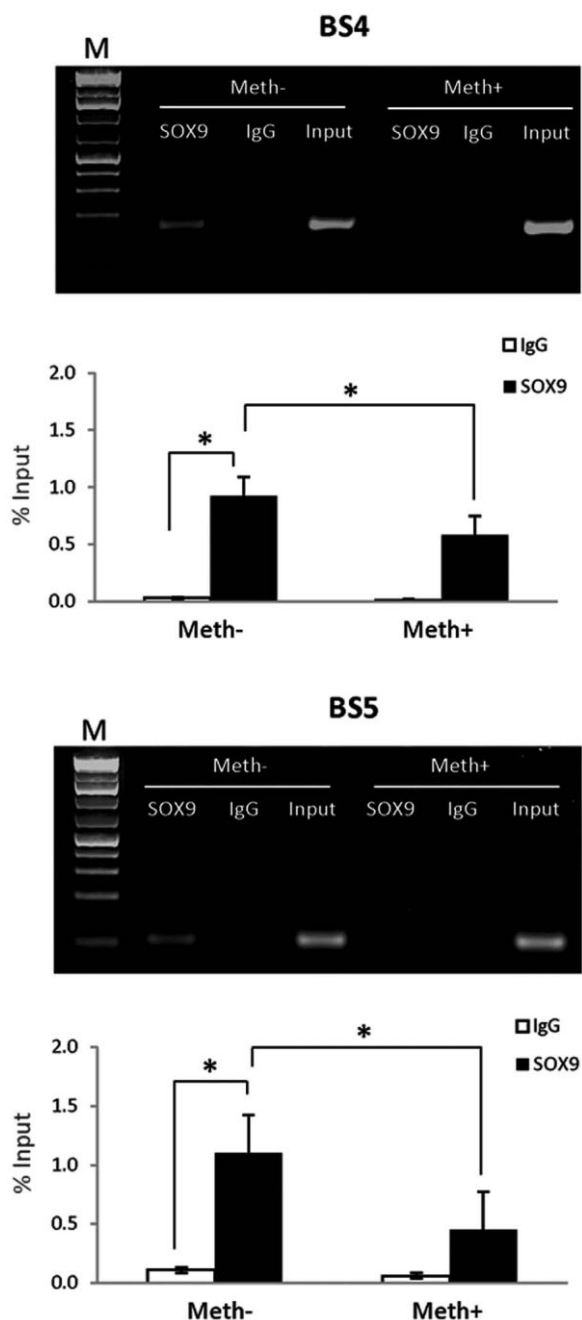 BS4
M
Meth- Meth+
SOX9 IgG Input SOX9 IgG Input
IgG
SOX9
% Input
2.0
*
1.5
*
1.0
0.5
0.0
Meth- Meth+
BS5
M
Meth- Meth+
SOX9 IgG Input SOX9 IgG Input
IgG
SOX9
% Input
2.0
*
*
1.5
1.0
0.5
0.0
Meth- Meth+